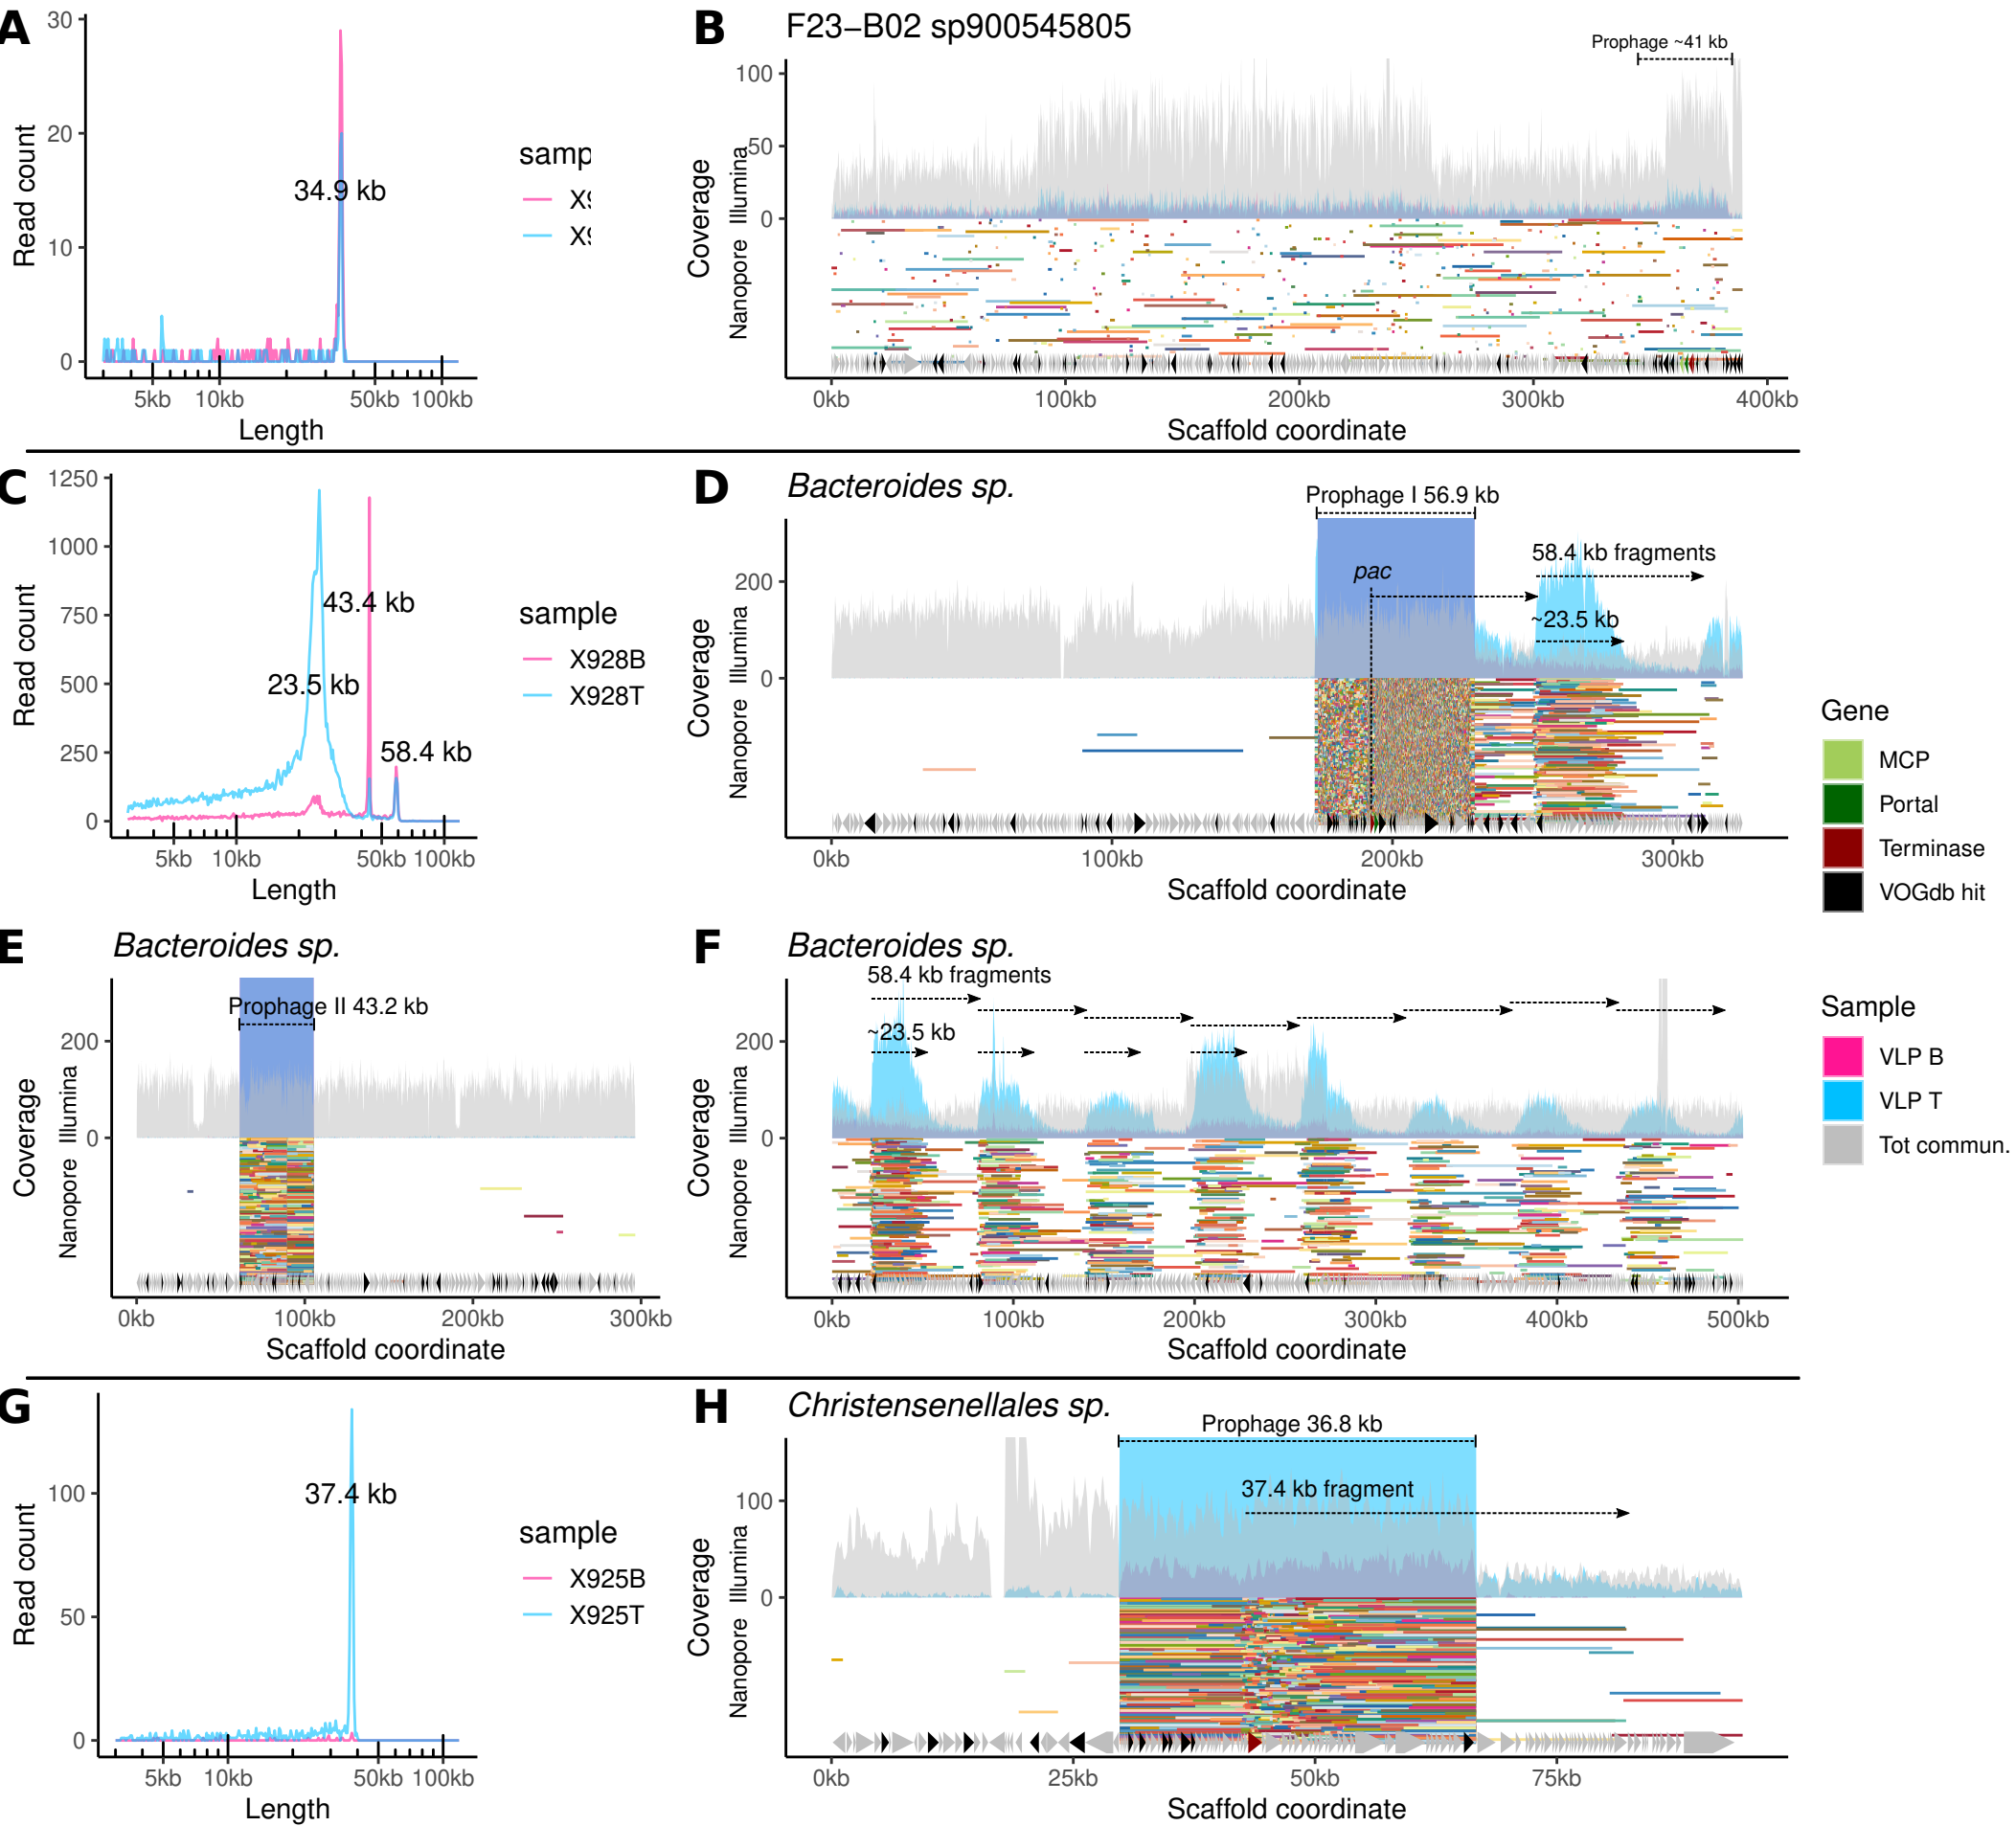 A
30
20
10
0
Read count
34.9 kb
5kb 10kb 50kb 100kb
Length
samp
X9
X9
B
F23−B02 sp900545805
Prophage ~41 kb
100
50
0
Coverage
Nanopore Illumina
0kb 100kb 200kb 300kb 400kb
Scaffold coordinate
C
1250
1000
750
500
250
0
Read count
43.4 kb
23.5 kb
58.4 kb
5kb 10kb 50kb 100kb
Length
sample
X928B
X928T
D
Bacteroides sp.
Prophage I 56.9 kb
58.4 kb fragments
pac
~23.5 kb
200
0
Coverage
Nanopore Illumina
0kb 100kb 200kb 300kb
Scaffold coordinate
Gene
MCP
Portal
Terminase
VOGdb hit
E
Bacteroides sp.
Prophage II 43.2 kb
200
0
Coverage
Nanopore Illumina
0kb 100kb 200kb 300kb
Scaffold coordinate
F
Bacteroides sp.
58.4 kb fragments
~23.5 kb
200
0
Coverage
Nanopore Illumina
0kb 100kb 200kb 300kb 400kb 500kb
Scaffold coordinate
Sample
VLP B
VLP T
Tot commun.
G
100
50
0
Read count
37.4 kb
5kb 10kb 50kb 100kb
Length
sample
X925B
X925T
H
Christensenellales sp.
Prophage 36.8 kb
37.4 kb fragment
100
0
Coverage
Nanopore Illumina
0kb 25kb 50kb 75kb
Scaffold coordinate